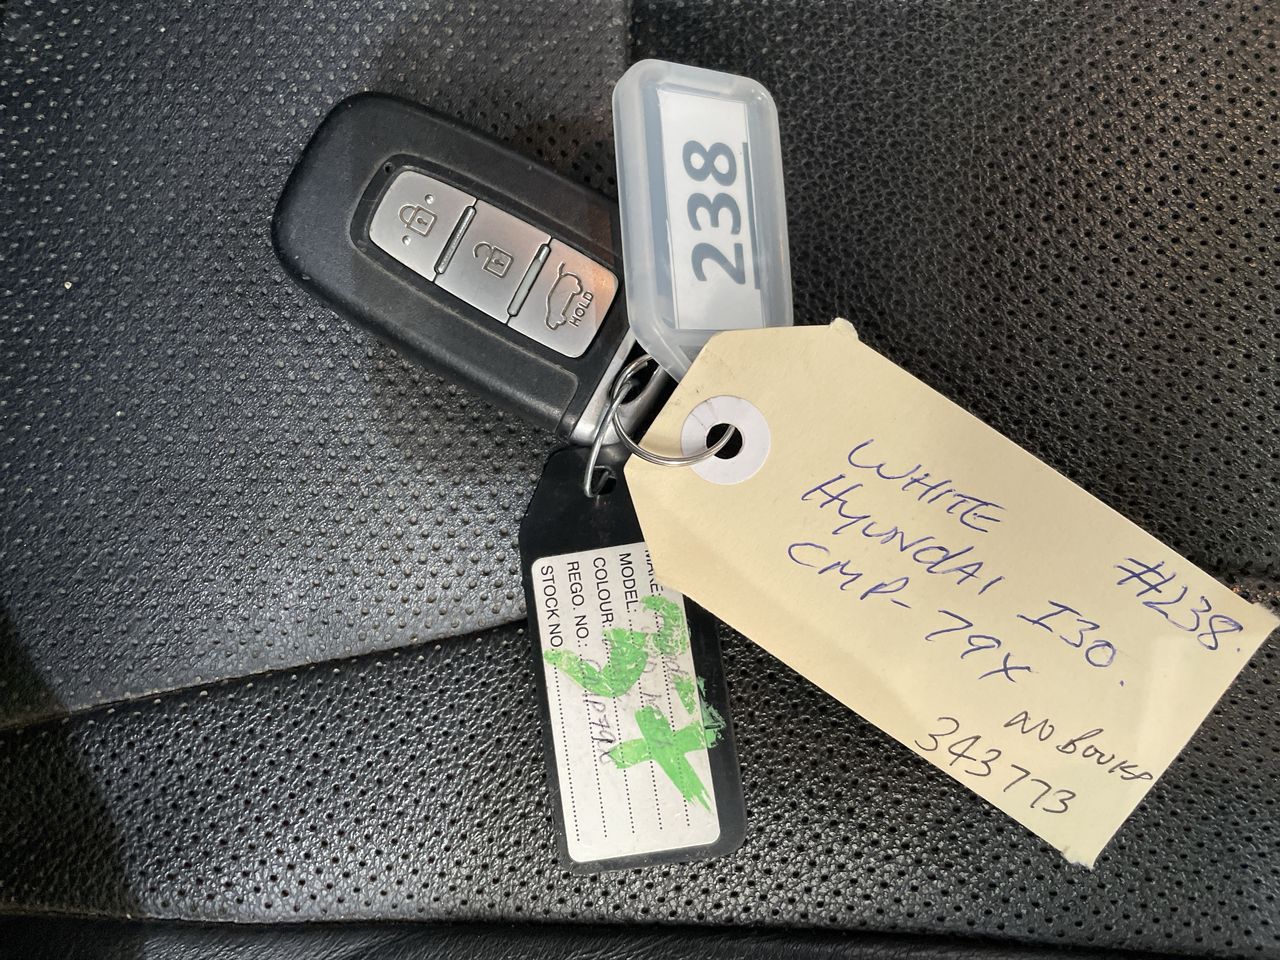 238
HOLD
WHITE
HYUNDAI I30.
CMP-79X
#238.
NO BOOKS
343773
MAKE:
MODEL:
COLOUR:
REGO. NO.:
STOCK NO